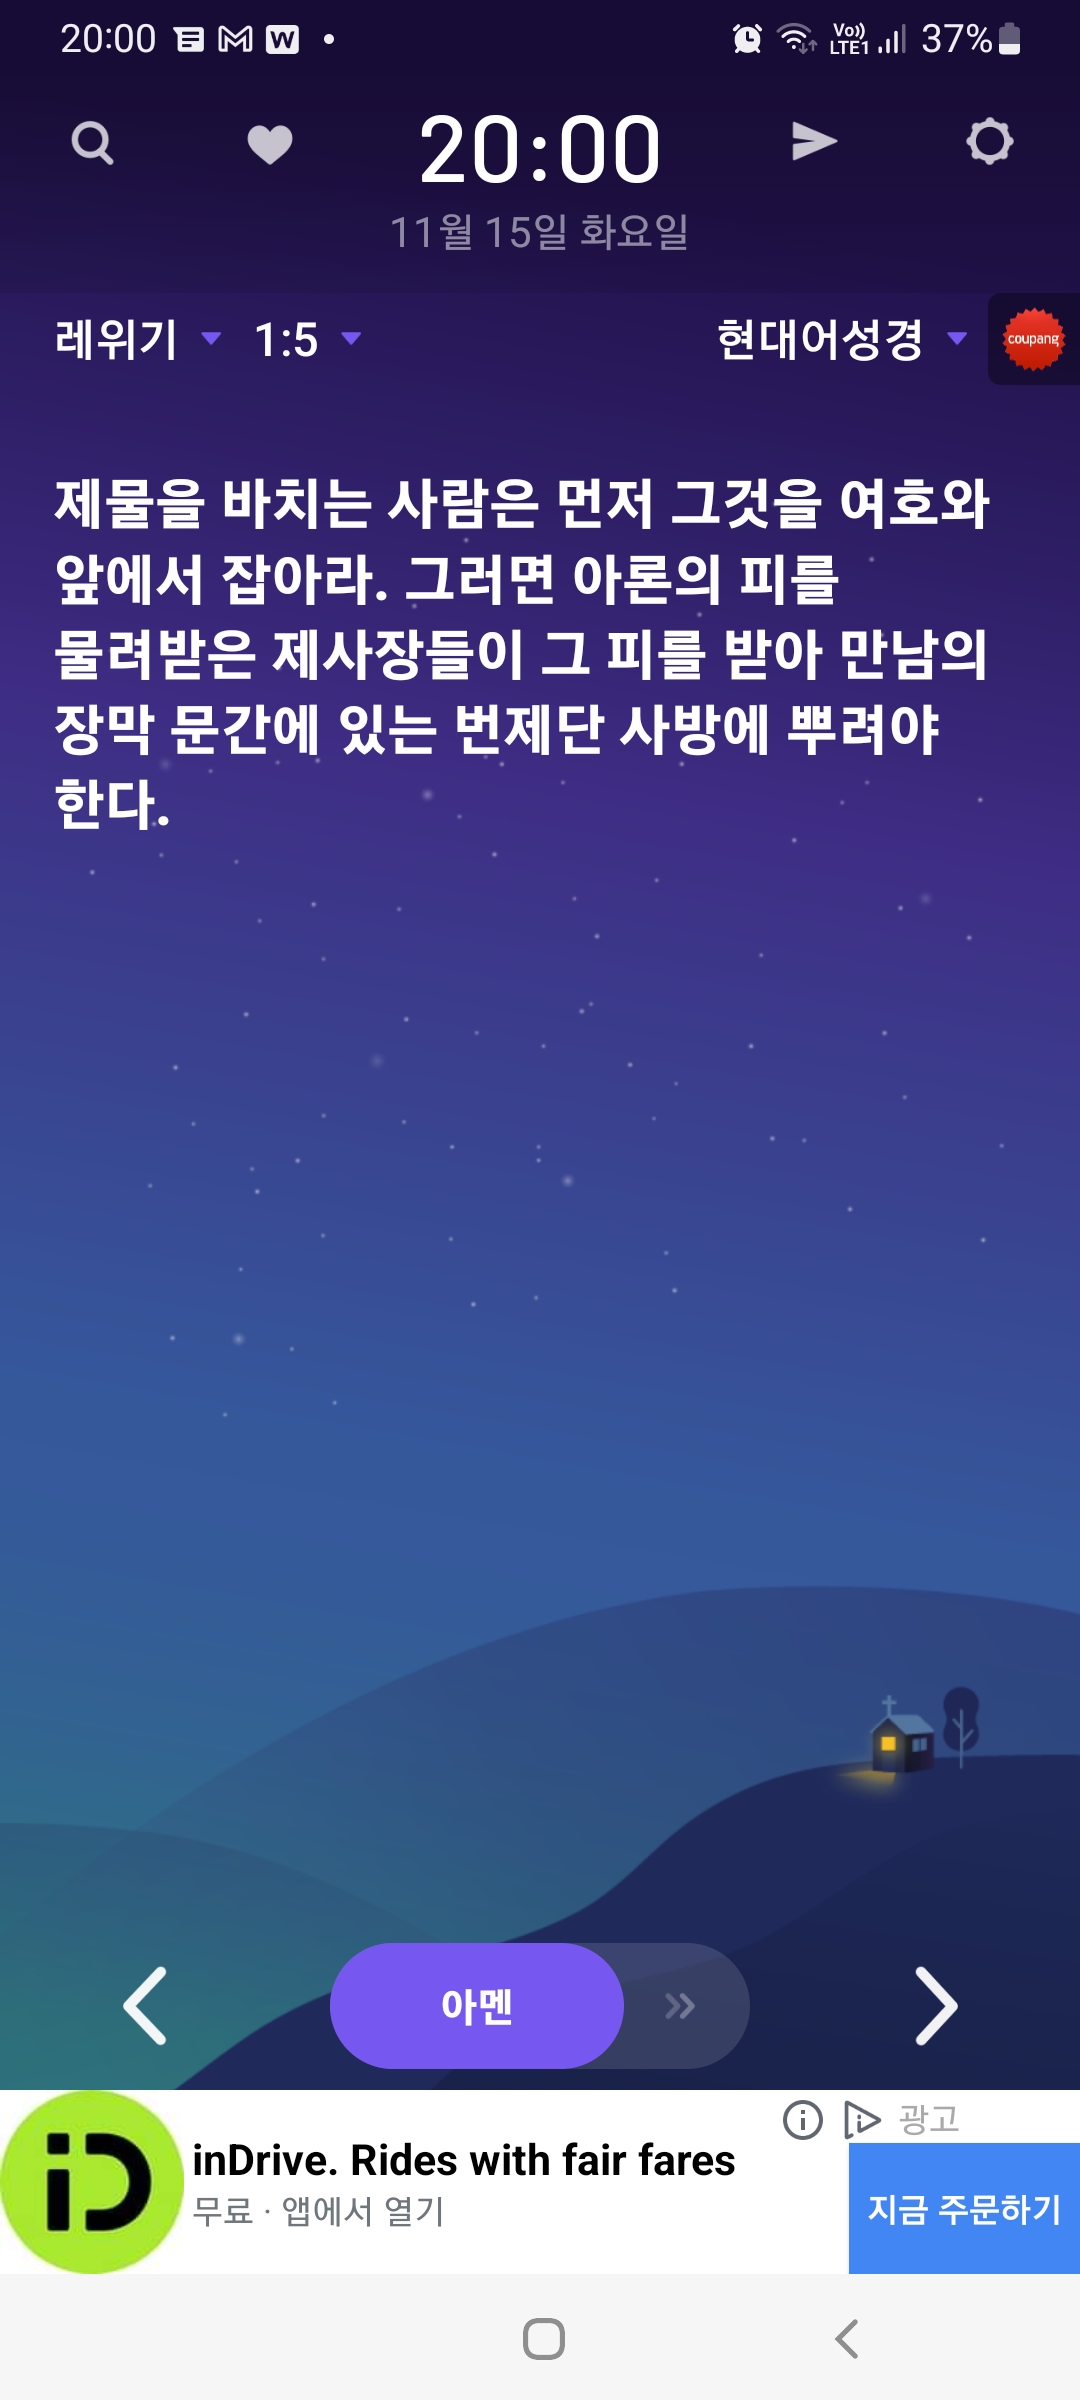 20:00 W Vo)) LTE1 37%
20:00
11월 15일 화요일
레위기 1:5 현대어성경 coupang
제물을 바치는 사람은 먼저 그것을 여호와
앞에서 잡아라. 그러면 아론의 피를
물려받은 제사장들이 그 피를 받아 만남의
장막 문간에 있는 번제단 사방에 뿌려야
한다.
아멘
광고
iD
inDrive. Rides with fair fares
무료 · 앱에서 열기
지금 주문하기